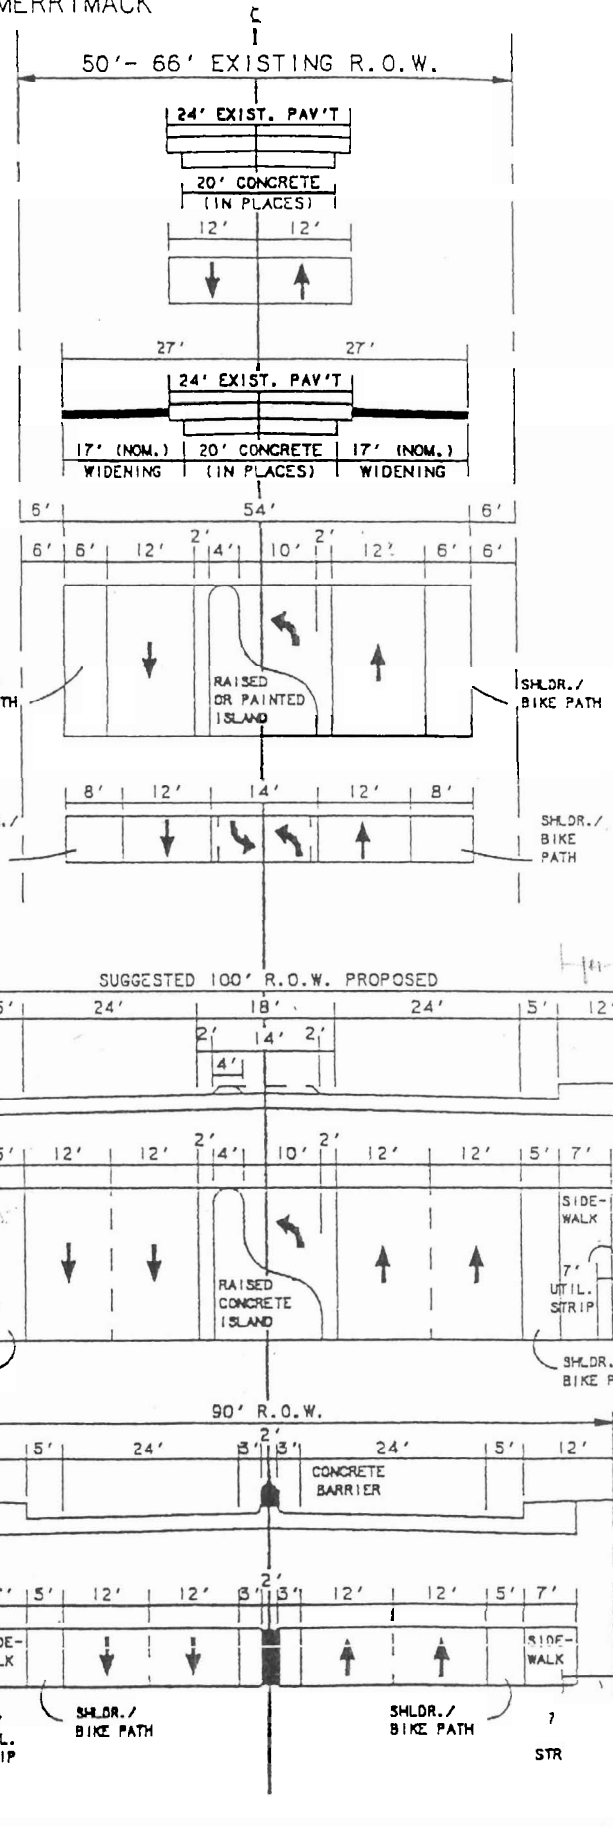 MERRYMACK
℄
50'- 66' EXISTING R.O.W.
24' EXIST. PAV'T
20' CONCRETE
(IN PLACES)
12' 12'
27' 27'
24' EXIST. PAV'T
17' (NOM.) 20' CONCRETE 17' (NOM.)
WIDENING (IN PLACES) WIDENING
6' 54' 6'
2' 2'
6' 6' 12' 4' 10' 12' 6' 6'
RAISED
OR PAINTED
ISLAND
TH
SHLDR./
BIKE PATH
8' 12' 14' 12' 8'
./
SHLDR./
BIKE
PATH
SUGGESTED 100' R.O.W. PROPOSED
5' 24' 18' 24' 5' 12'
2' 14' 2'
4'
2' 2'
5' 12' 12' 4' 10' 12' 12' 5' 7'
SIDE-
WALK
RAISED
CONCRETE
ISLAND
7'
UTIL.
STRIP
SHLDR.
BIKE P
90' R.O.W.
2'
5' 24' 3' 3' 24' 5' 12'
CONCRETE
BARRIER
2'
' 5' 12' 12' 3' 3' 12' 12' 5' 7'
DE-
LK
SIDE-
WALK
SHLDR./
BIKE PATH
SHLDR./
BIKE PATH
L.
IP
7
STR